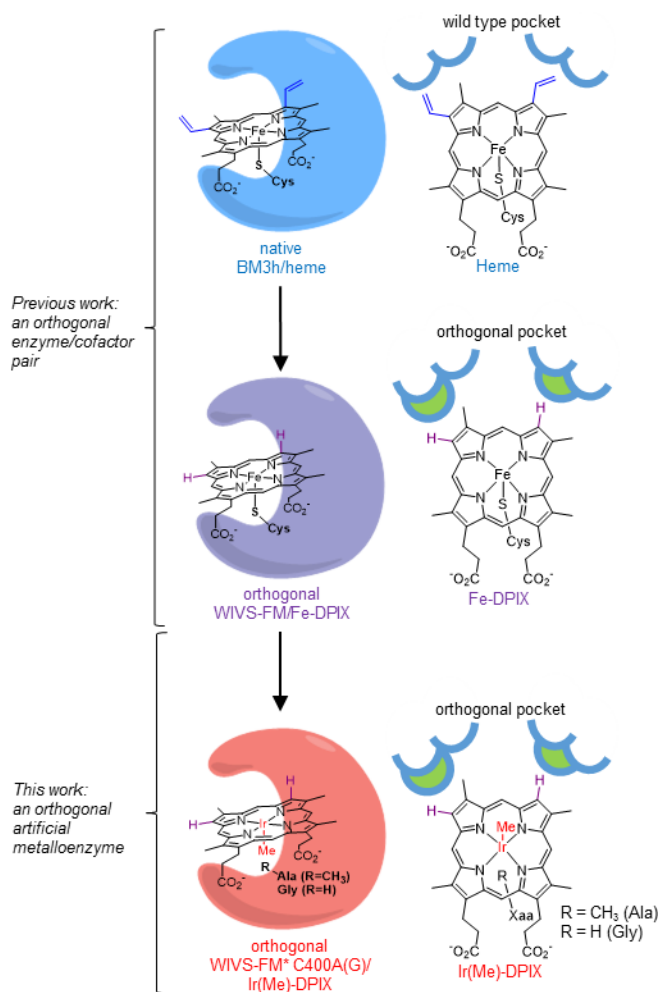 wild type pocket
Fe
N
N
N
N
S
Cys
CO₂⁻
CO₂⁻
native
BM3h/heme
Fe
N
N
N
N
S
Cys
⁻O₂C
CO₂⁻
Heme
Previous work:
an orthogonal
enzyme/cofactor
pair
orthogonal pocket
H
H
Fe
N
N
N
N
S
Cys
CO₂⁻
CO₂⁻
orthogonal
WIVS-FM/Fe-DPIX
H
H
Fe
N
N
N
N
S
Cys
⁻O₂C
CO₂⁻
Fe-DPIX
This work:
an orthogonal
artificial
metalloenzyme
orthogonal pocket
H
H
Ir
N
N
N
N
Me
R
Ala (R=CH₃)
Gly (R=H)
CO₂⁻
CO₂⁻
orthogonal
WIVS-FM* C400A(G)/
Ir(Me)-DPIX
H
H
Me
Ir
N
N
N
N
R
Xaa
R = CH₃ (Ala)
R = H (Gly)
⁻O₂C
CO₂⁻
Ir(Me)-DPIX